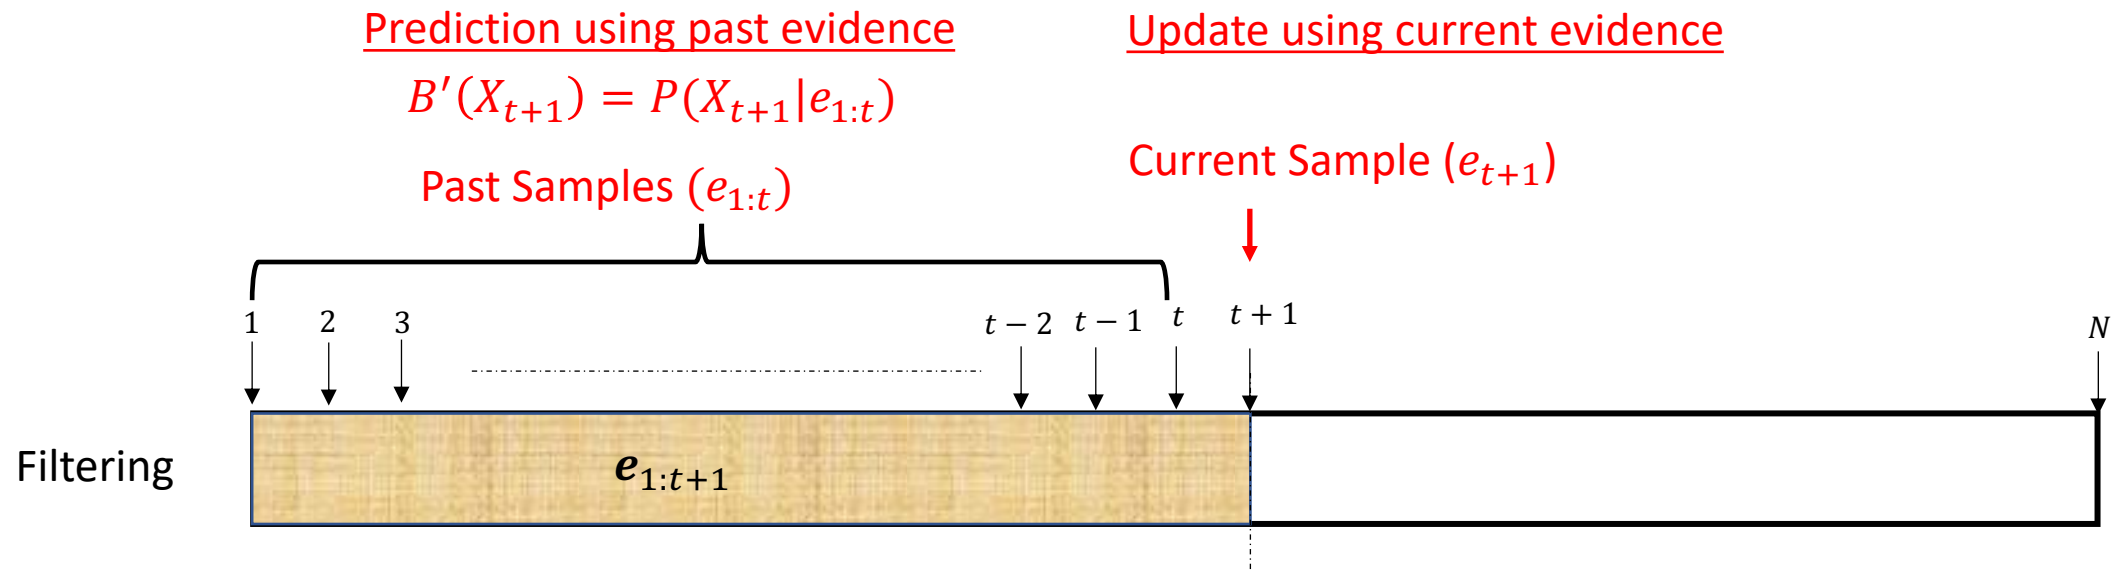 Prediction using past evidence
Update using current evidence
B′(X_{t+1}) = P(X_{t+1}|e_{1:t})
Current Sample (e_{t+1})
Past Samples (e_{1:t})
1 2 3 t − 2 t − 1 t t + 1 N
Filtering
e_{1:t+1}